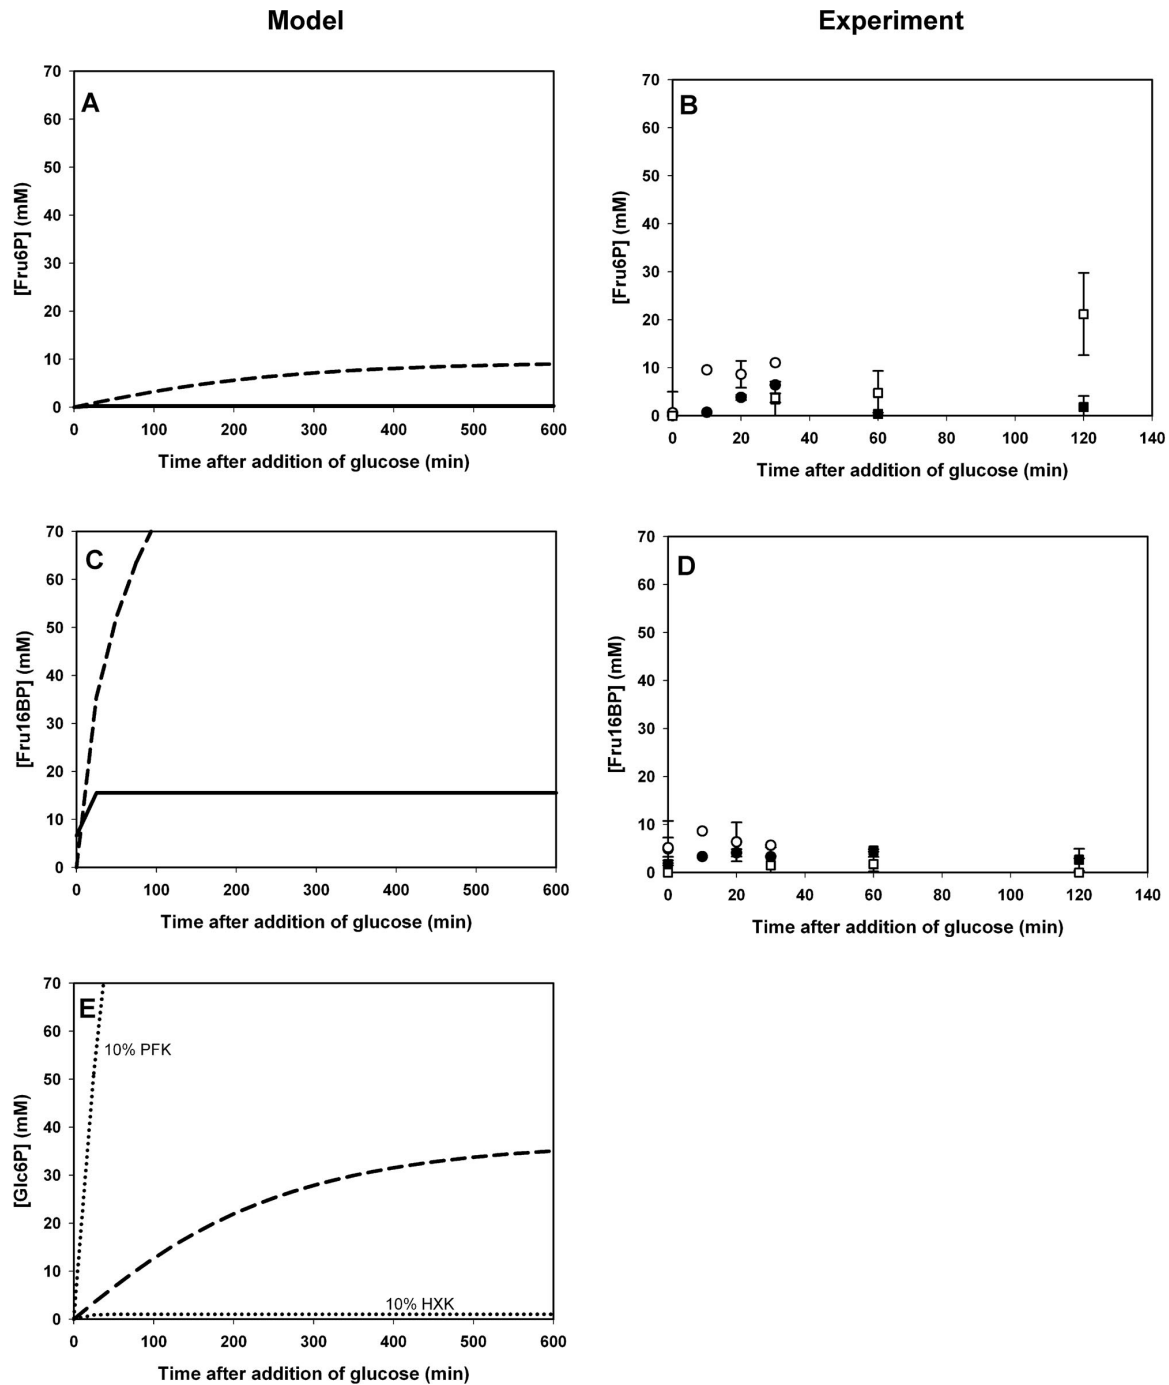 Model
Experiment
A
70
60
50
40
30
20
10
0
[Fru6P] (mM)
0 100 200 300 400 500 600
Time after addition of glucose (min)
B
70
60
50
40
30
20
10
0
[Fru6P] (mM)
0 20 40 60 80 100 120 140
Time after addition of glucose (min)
C
70
60
50
40
30
20
10
0
[Fru16BP] (mM)
0 100 200 300 400 500 600
Time after addition of glucose (min)
D
70
60
50
40
30
20
10
0
[Fru16BP] (mM)
0 20 40 60 80 100 120 140
Time after addition of glucose (min)
E
70
60
50
40
30
20
10
0
[Glc6P] (mM)
10% PFK
10% HXK
0 100 200 300 400 500 600
Time after addition of glucose (min)